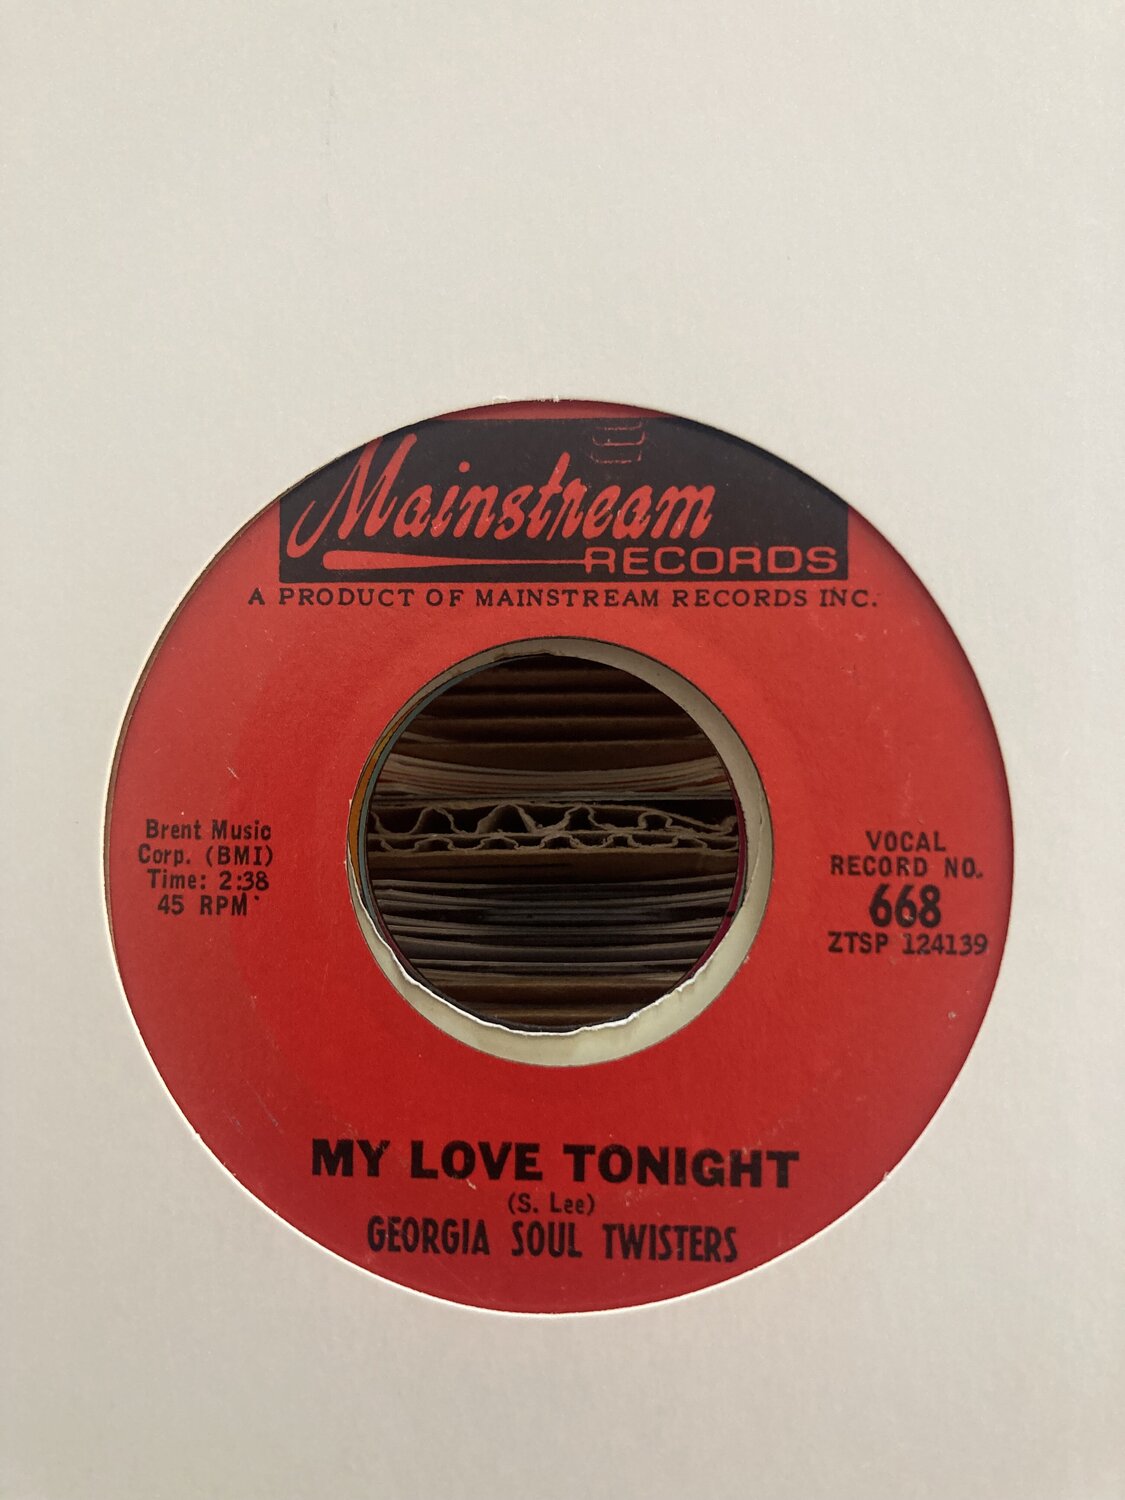 Mainstream
RECORDS
A PRODUCT OF MAINSTREAM RECORDS INC.
Brent Music
Corp. (BMI)
Time: 2:38
45 RPM
VOCAL
RECORD NO.
668
ZTSP 124139
MY LOVE TONIGHT
(S. Lee)
GEORGIA SOUL TWISTERS